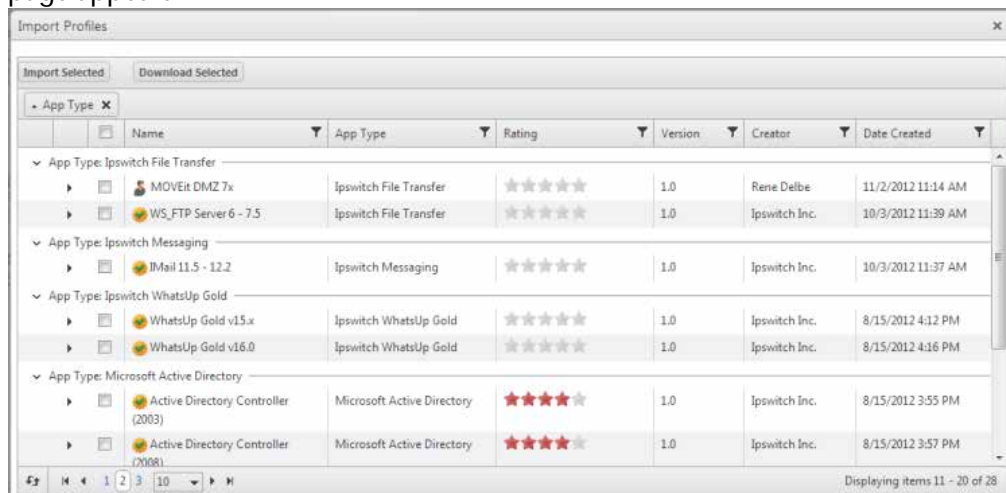 Import Profiles
Import Selected Download Selected
App Type
Name App Type Rating Version Creator Date Created
App Type: Ipswitch File Transfer
MOVEit DMZ 7x Ipswitch File Transfer 1.0 Rene Delbe 11/2/2012 11:14 AM
WS_FTP Server 6 - 7.5 Ipswitch File Transfer 1.0 Ipswitch Inc. 10/3/2012 11:39 AM
App Type: Ipswitch Messaging
IMail 11.5 - 12.2 Ipswitch Messaging 1.0 Ipswitch Inc. 10/3/2012 11:37 AM
App Type: Ipswitch WhatsUp Gold
WhatsUp Gold v15.x Ipswitch WhatsUp Gold 1.0 Ipswitch Inc. 8/15/2012 4:12 PM
WhatsUp Gold v16.0 Ipswitch WhatsUp Gold 1.0 Ipswitch Inc. 8/15/2012 4:16 PM
App Type: Microsoft Active Directory
Active Directory Controller Microsoft Active Directory 1.0 Ipswitch Inc. 8/15/2012 3:55 PM
(2003)
Active Directory Controller Microsoft Active Directory 1.0 Ipswitch Inc. 8/15/2012 3:57 PM
(2008)
1 2 3 10 Displaying items 11 - 20 of 28